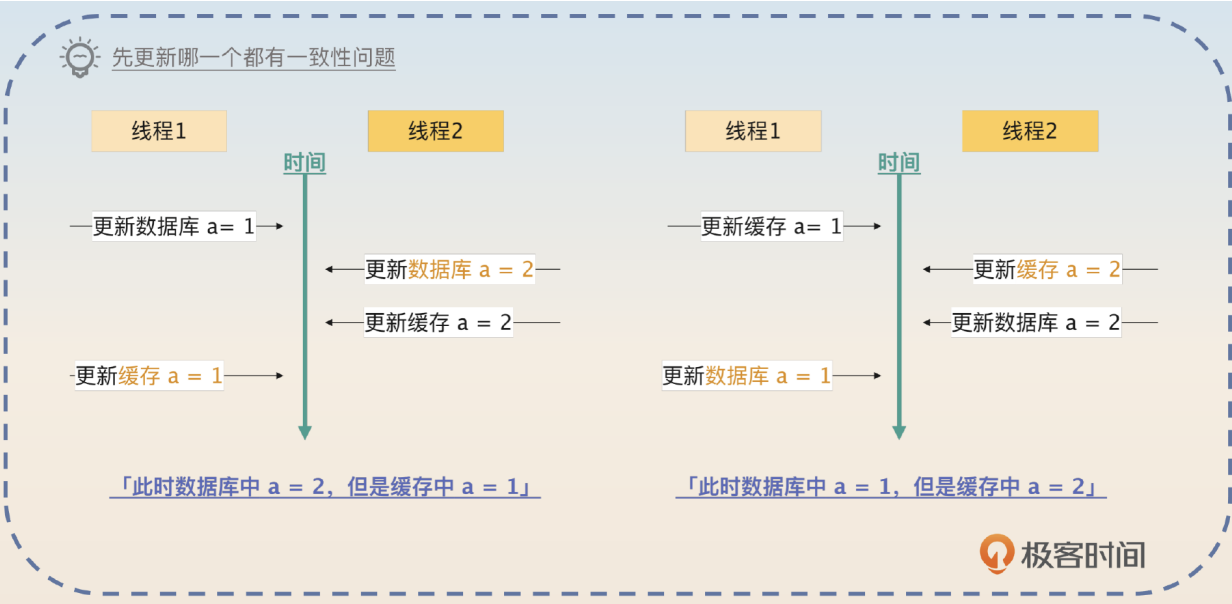 先更新哪一个都有一致性问题
线程1
线程2
时间
更新数据库 a= 1
更新数据库 a = 2
更新缓存 a = 2
更新缓存 a = 1
「此时数据库中 a = 2，但是缓存中 a = 1」
线程1
线程2
时间
更新缓存 a= 1
更新缓存 a = 2
更新数据库 a = 2
更新数据库 a = 1
「此时数据库中 a = 1，但是缓存中 a = 2」
极客时间